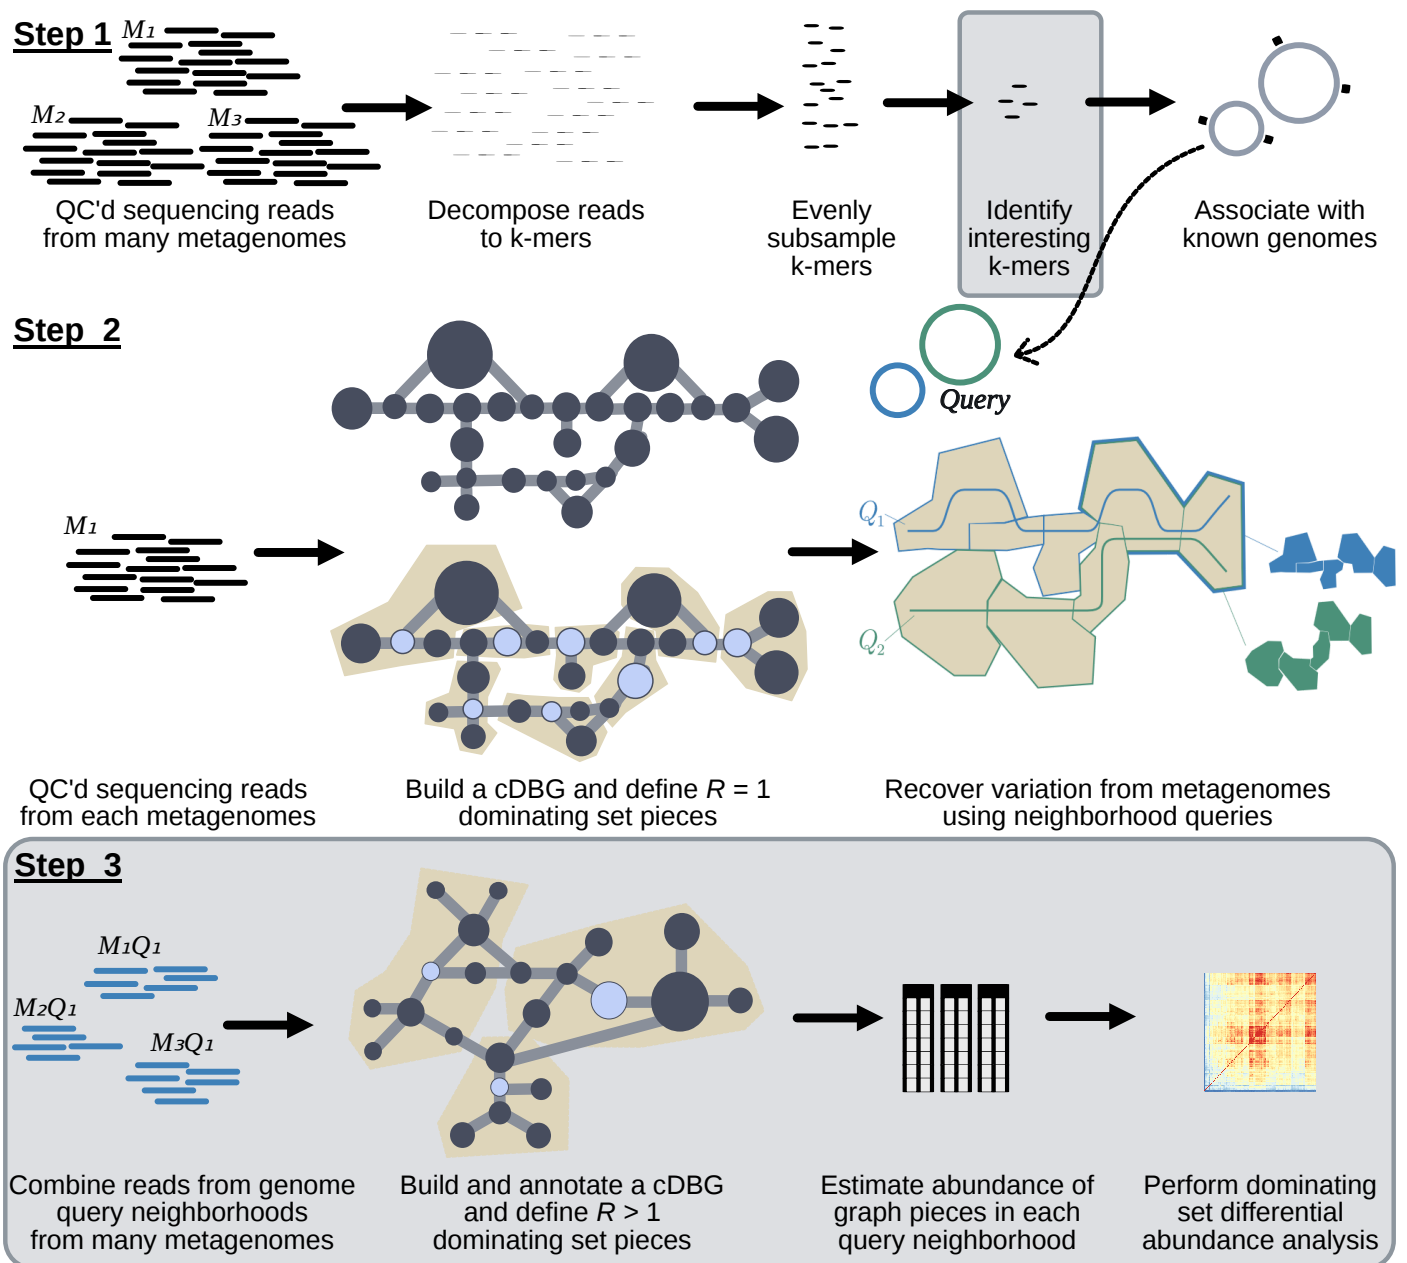 Step 1
M₁
M₂
M₃
QC'd sequencing reads
from many metagenomes
Decompose reads
to k-mers
Evenly
subsample
k-mers
Identify
interesting
k-mers
Associate with
known genomes
Step 2
Query
M₁
Q₁
Q₂
QC'd sequencing reads
from each metagenomes
Build a cDBG and define R = 1
dominating set pieces
Recover variation from metagenomes
using neighborhood queries
Step 3
M₁Q₁
M₂Q₁
M₃Q₁
Combine reads from genome
query neighborhoods
from many metagenomes
Build and annotate a cDBG
and define R > 1
dominating set pieces
Estimate abundance of
graph pieces in each
query neighborhood
Perform dominating
set differential
abundance analysis